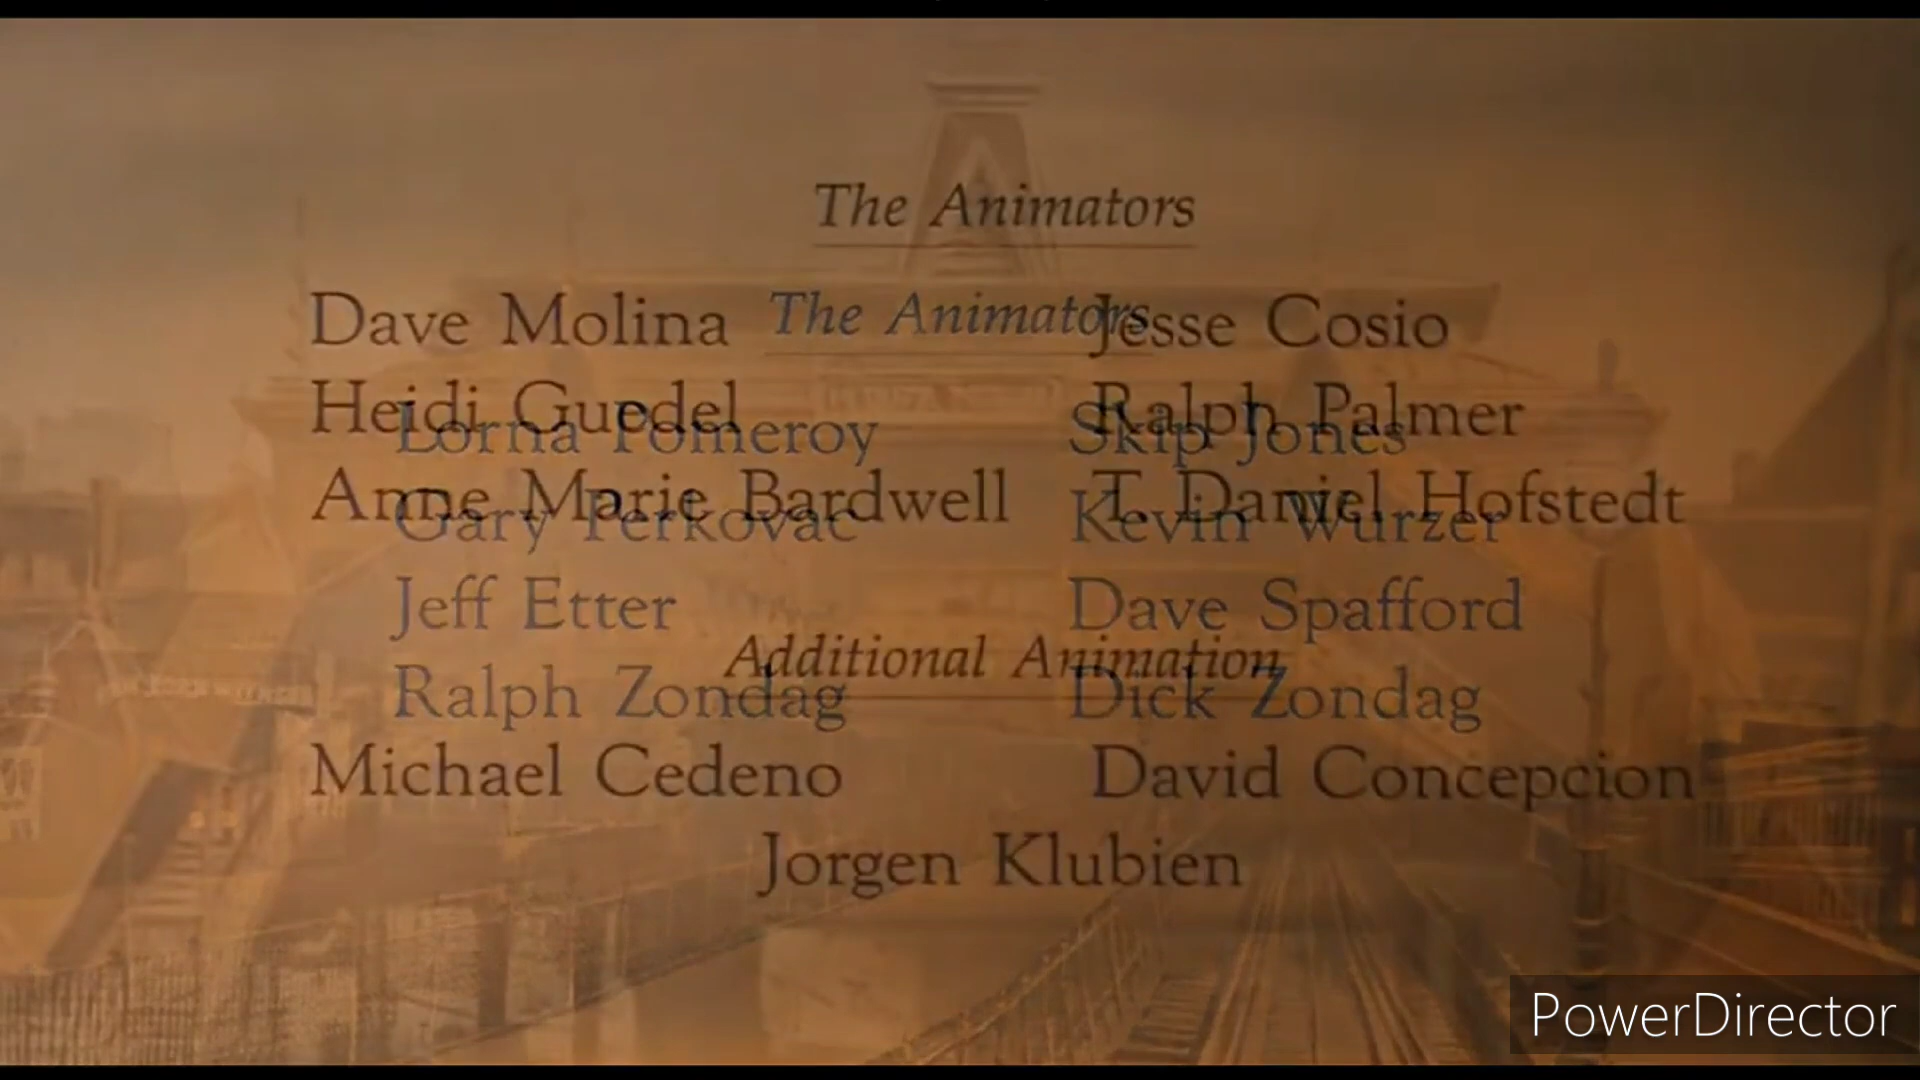 The Animators
Dave Molina Jesse Cosio
Heidi Guedel Ralph Palmer
Anne Marie Bardwell T. Daniel Hofstedt
Additional Animation
Michael Cedeno David Concepcion
Jorgen Klubien
The Animators
Lorna Pomeroy Skip Jones
Gary Perkovac Kevin Wurzer
Jeff Etter Dave Spafford
Ralph Zondag Dick Zondag
PowerDirector